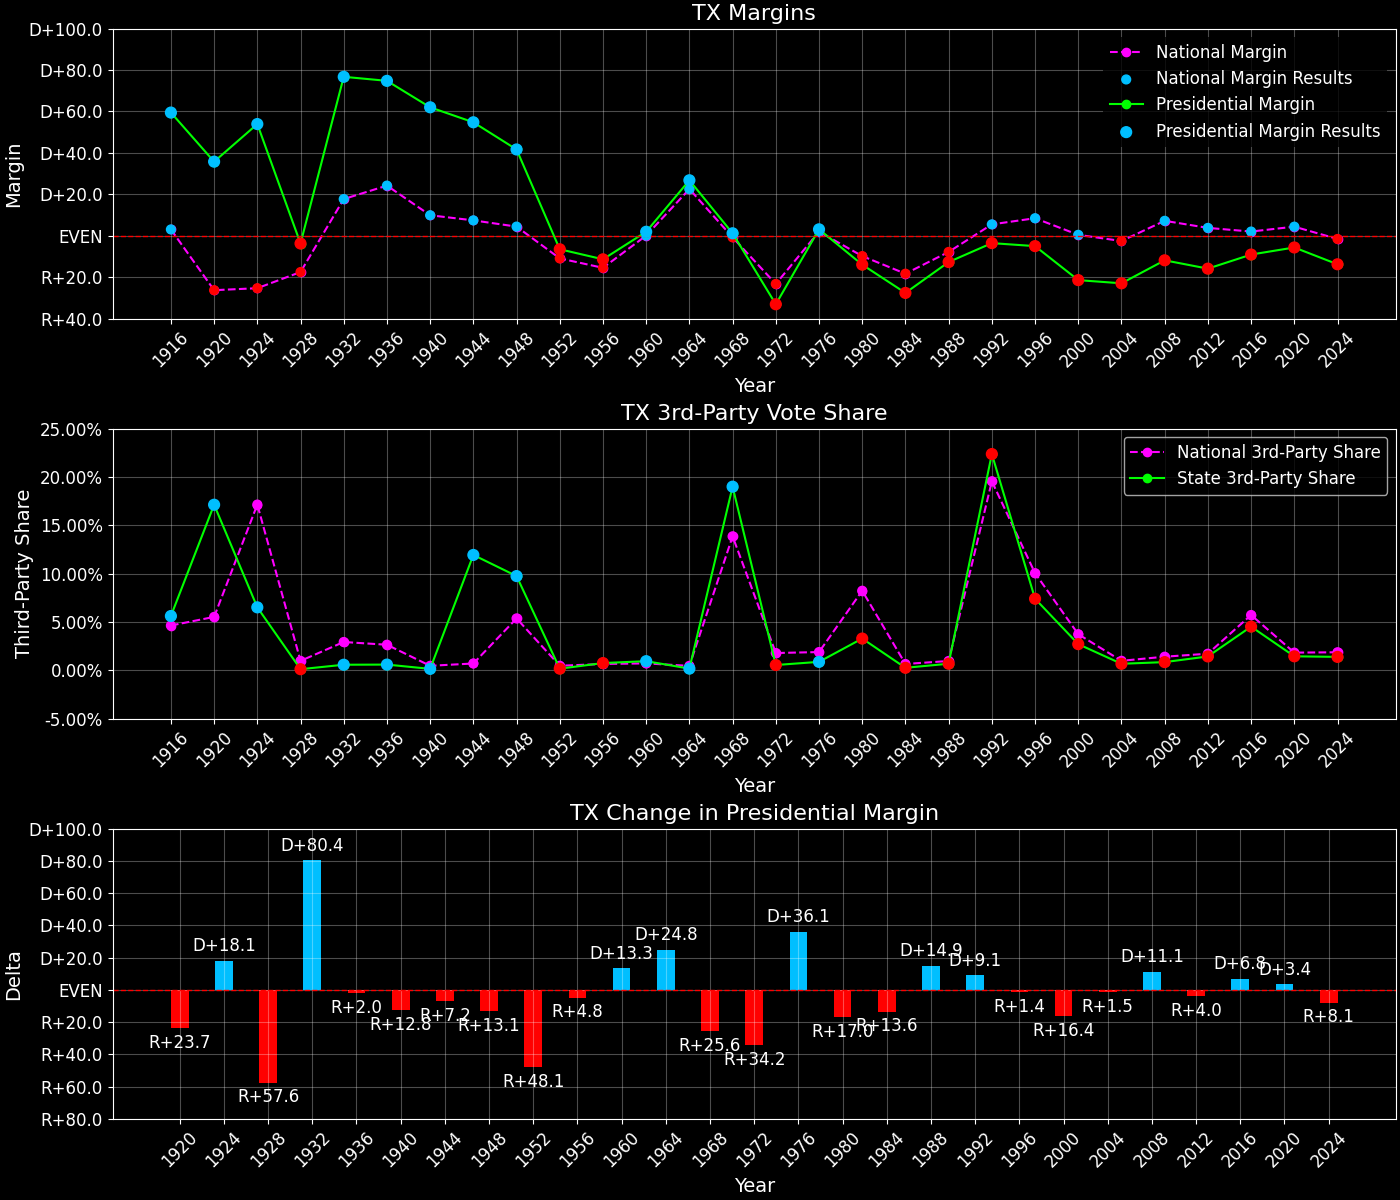 TX Margins
D+100.0
D+80.0
D+60.0
D+40.0
D+20.0
EVEN
R+20.0
R+40.0
Margin
National Margin
National Margin Results
Presidential Margin
Presidential Margin Results
1916 1920 1924 1928 1932 1936 1940 1944 1948 1952 1956 1960 1964 1968 1972 1976 1980 1984 1988 1992 1996 2000 2004 2008 2012 2016 2020 2024
Year
TX 3rd-Party Vote Share
25.00%
20.00%
15.00%
10.00%
5.00%
0.00%
-5.00%
Third-Party Share
National 3rd-Party Share
State 3rd-Party Share
1916 1920 1924 1928 1932 1936 1940 1944 1948 1952 1956 1960 1964 1968 1972 1976 1980 1984 1988 1992 1996 2000 2004 2008 2012 2016 2020 2024
Year
TX Change in Presidential Margin
D+100.0
D+80.0
D+60.0
D+40.0
D+20.0
EVEN
R+20.0
R+40.0
R+60.0
R+80.0
Delta
R+23.7
D+18.1
R+57.6
D+80.4
R+2.0
R+12.8
R+7.2
R+13.1
R+48.1
R+4.8
D+13.3
D+24.8
R+25.6
R+34.2
D+36.1
R+17.0
R+13.6
D+14.9
D+9.1
R+1.4
R+16.4
R+1.5
D+11.1
R+4.0
D+6.8
D+3.4
R+8.1
1920 1924 1928 1932 1936 1940 1944 1948 1952 1956 1960 1964 1968 1972 1976 1980 1984 1988 1992 1996 2000 2004 2008 2012 2016 2020 2024
Year